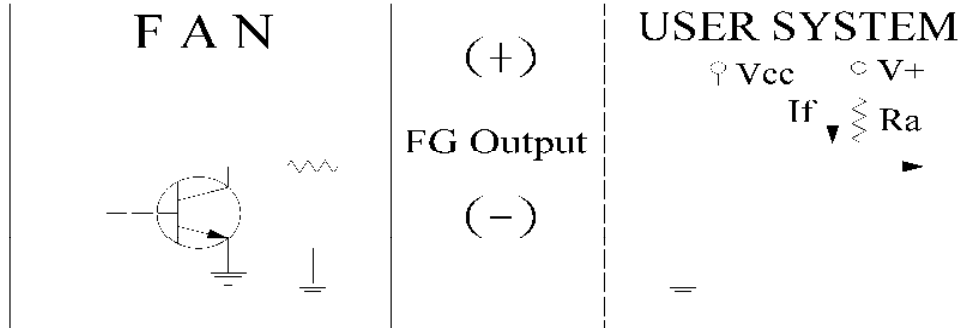 F A N
(+)
FG Output
(−)
USER SYSTEM
Vcc
V+
If
Ra